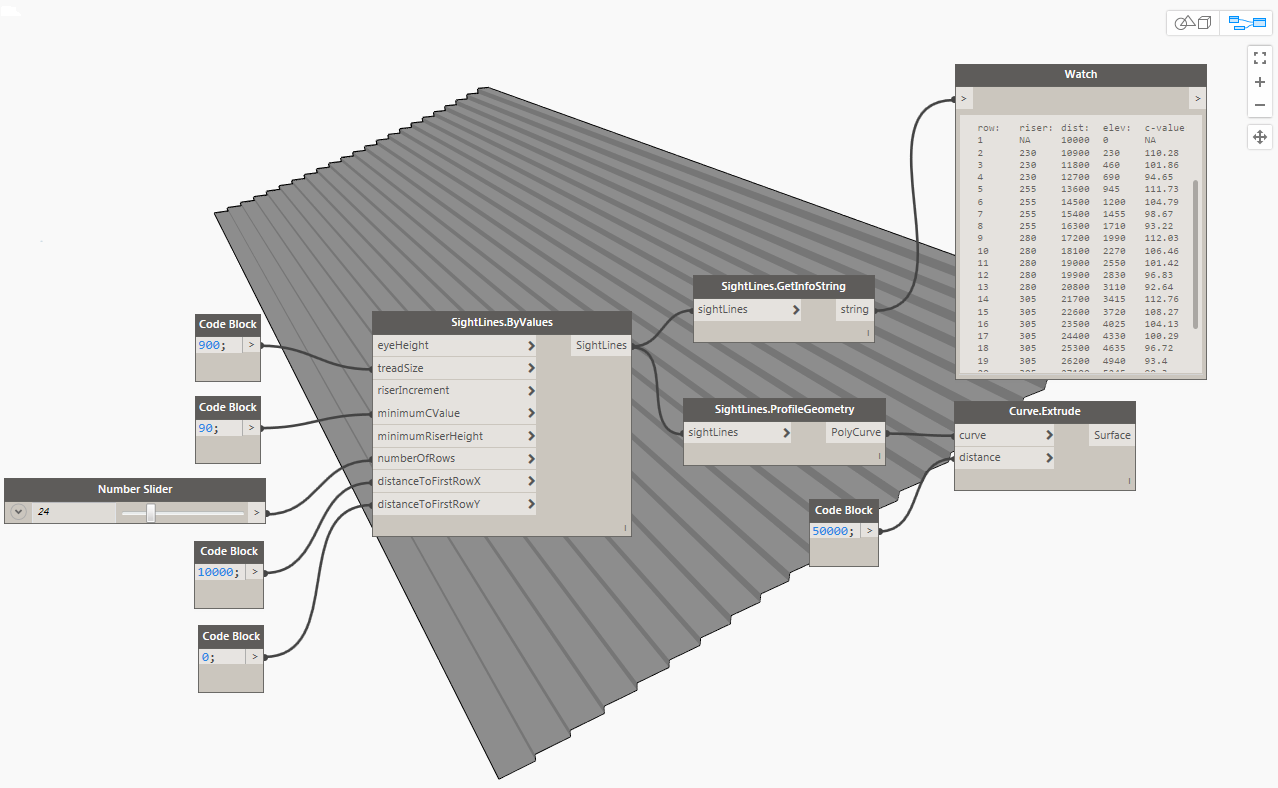 Watch
>
>
row: riser: dist: elev: c-value
1 NA 10000 0 NA
2 230 10900 230 110.28
3 230 11800 460 101.86
4 230 12700 690 94.65
5 255 13600 945 111.73
6 255 14500 1200 104.79
7 255 15400 1455 98.67
8 255 16300 1710 93.22
9 280 17200 1990 112.03
10 280 18100 2270 106.46
11 280 19000 2550 101.42
12 280 19900 2830 96.83
13 280 20800 3110 92.64
14 305 21700 3415 112.76
15 305 22600 3720 108.27
16 305 23500 4025 104.13
17 305 24400 4330 100.29
18 305 25300 4635 96.72
19 305 26200 4940 93.4
SightLines.GetInfoString
sightLines >
string
Code Block
900; >
SightLines.ByValues
eyeHeight >
SightLines
treadSize >
riserIncrement >
minimumCValue >
minimumRiserHeight >
numberOfRows >
distanceToFirstRowX >
distanceToFirstRowY >
Code Block
90; >
SightLines.ProfileGeometry
sightLines >
PolyCurve
Curve.Extrude
curve >
Surface
distance >
Number Slider
24 >
Code Block
50000; >
Code Block
10000; >
Code Block
0; >